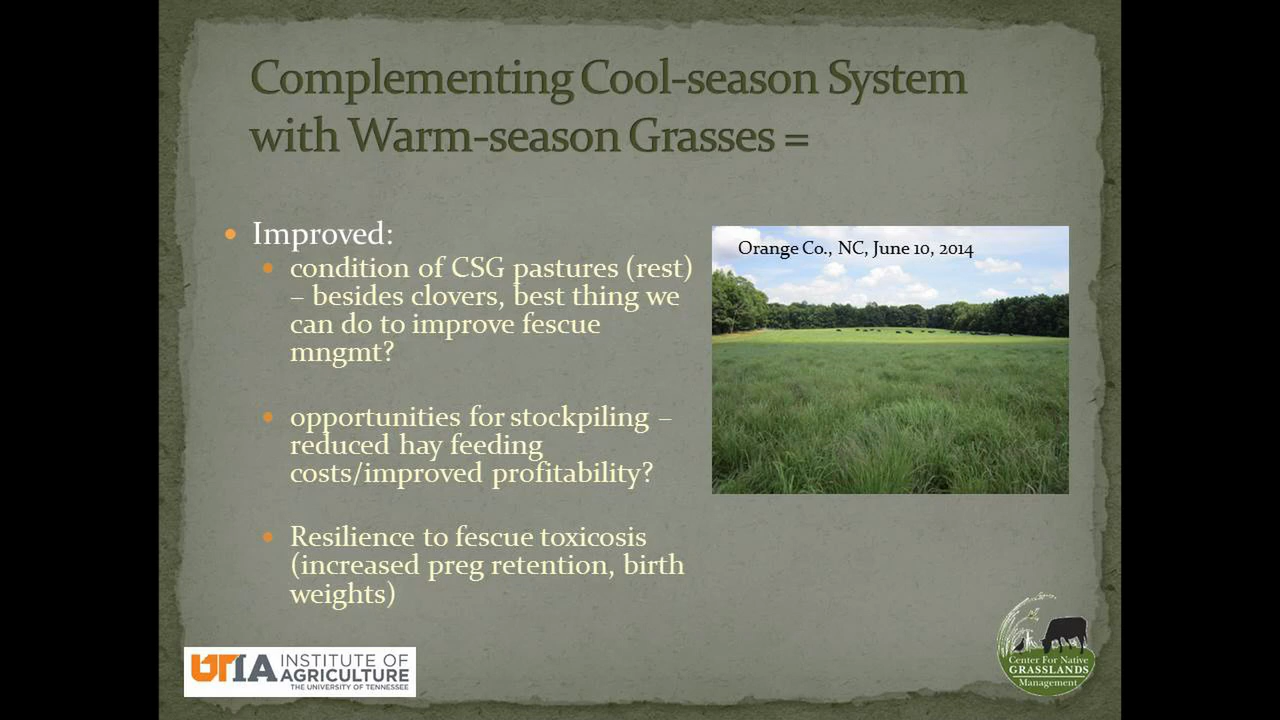 Complementing Cool-season System
with Warm-season Grasses =
Improved:
condition of CSG pastures (rest)
– besides clovers, best thing we
can do to improve fescue
mngmt?
opportunities for stockpiling –
reduced hay feeding
costs/improved profitability?
Resilience to fescue toxicosis
(increased preg retention, birth
weights)
Orange Co., NC, June 10, 2014
UTIA INSTITUTE OF
AGRICULTURE
THE UNIVERSITY OF TENNESSEE
Center For Native
GRASSLANDS
Management